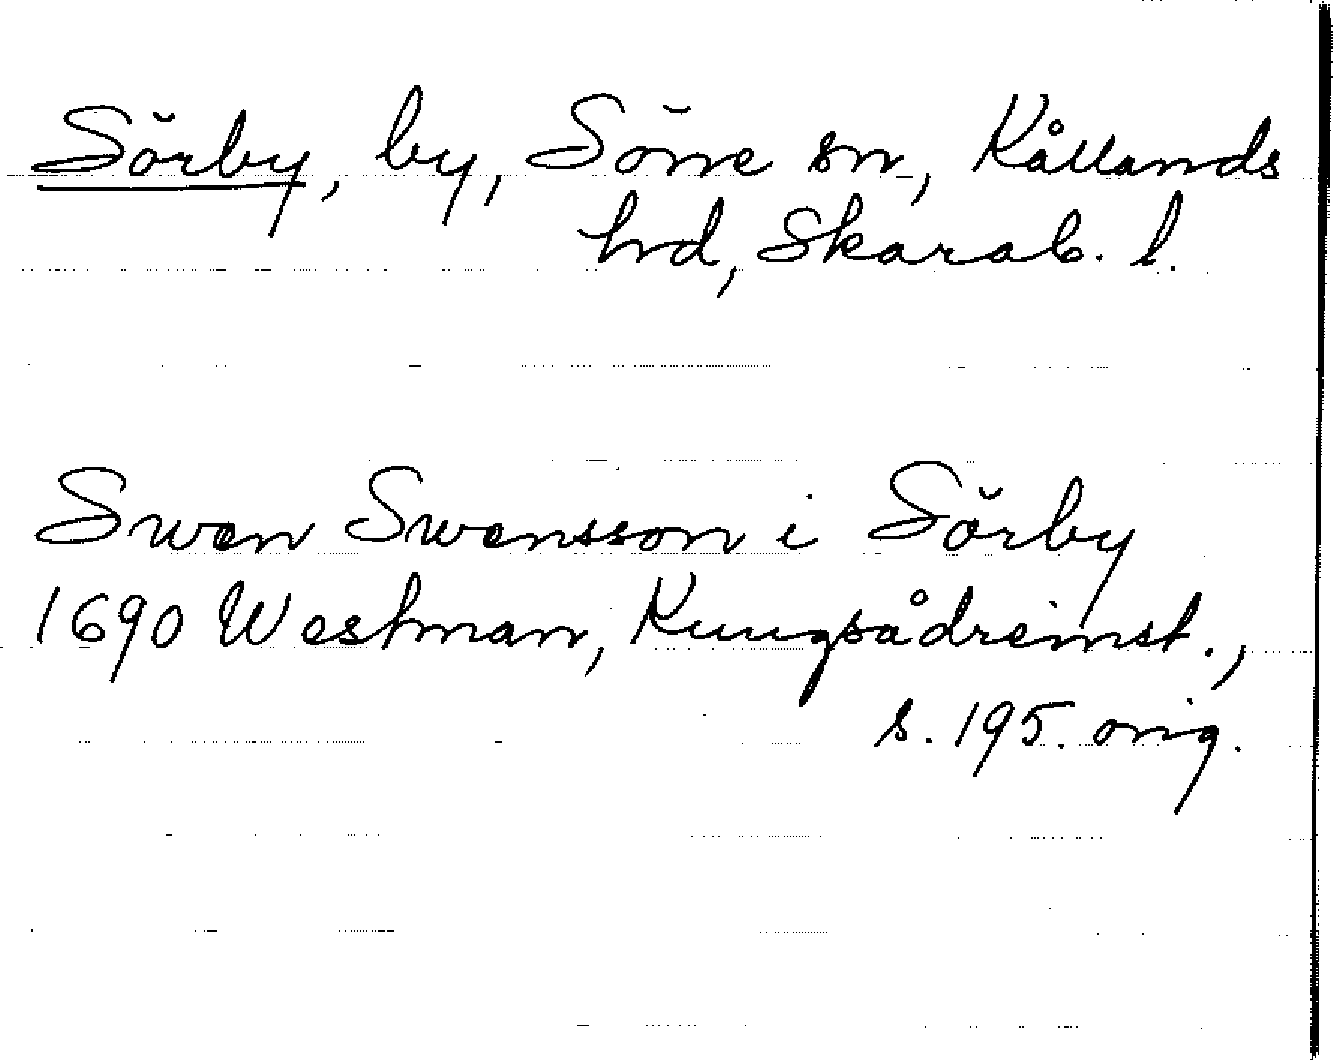 Sörby, by, Söne sn, Kållands
hd, Skarab. l.
Swen Swensson i Sörby
1690 Westman, Kungsådreinst.,
s. 195. orig.